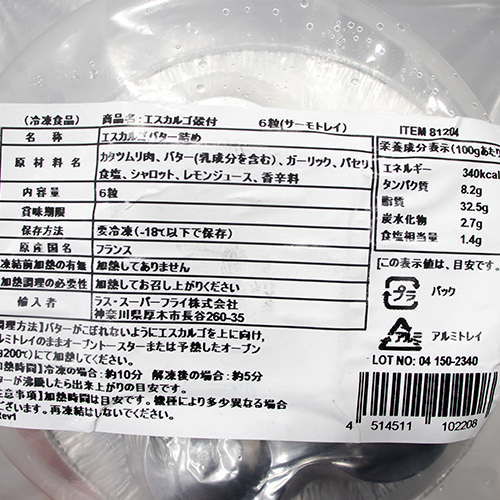 (冷凍食品) 商品名:エスカルゴ殻付 6粒(サーモトレイ) ITEM 81204
名 称 エスカルゴバター詰め
原材料名 カタツムリ肉、バター(乳成分を含む)、ガーリック、パセリ、
食塩、シャロット、レモンジュース、香辛料
内容量 6粒
賞味期限
保存方法 要冷凍(-18℃以下で保存)
原産国名 フランス
凍結前加熱の有無 加熱してありません
加熱調理の必要性 加熱してお召し上がりください
輸入者 ラス・スーパーフライ株式会社
神奈川県厚木市長谷260-35
栄養成分表示(100gあたり
エネルギー 340kcal
タンパク質 8.2g
脂質 32.5g
炭水化物 2.7g
食塩相当量 1.4g
[この表示値は、目安です。
プラ パック
アルミ アルミトレイ
LOT NO: 04 150-2340
調理方法】バターがこぼれないようにエスカルゴを上に向け、
ルミトレイのままオーブントースターまたは予熱したオーブン
200℃)にて加熱してください。
加熱時間】冷凍の場合:約10分 解凍後の場合:約5分
ターが沸騰したら出来上がりの目安です。
注意事項】加熱時間は目安です。機種により多少異なる場合
ございます。再凍結はしないでください。
rev1
4 514511 102208